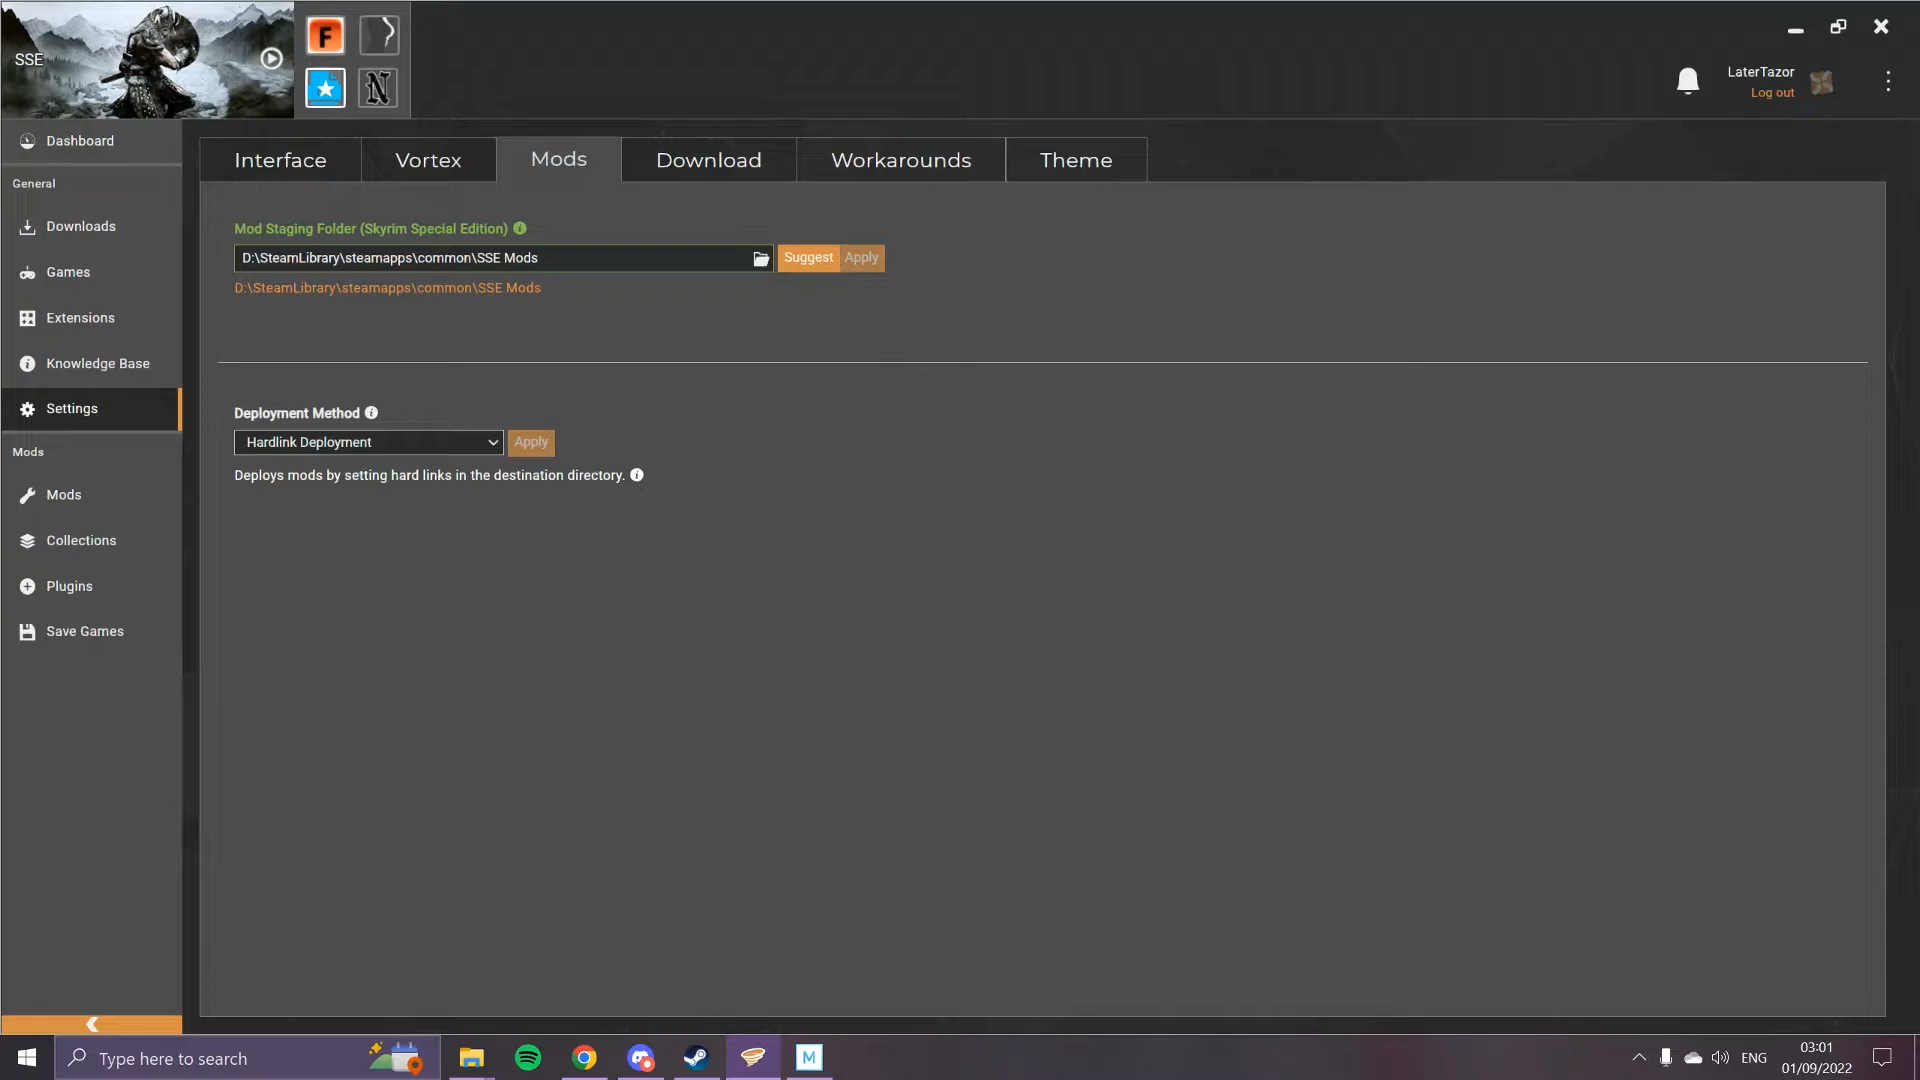 SSE
F
N
LaterTazor
Log out
Dashboard
General
Downloads
Games
Extensions
Knowledge Base
Settings
Mods
Mods
Collections
Plugins
Save Games
Interface
Vortex
Mods
Download
Workarounds
Theme
Mod Staging Folder (Skyrim Special Edition)
D:\SteamLibrary\steamapps\common\SSE Mods
Suggest
Apply
D:\SteamLibrary\steamapps\common\SSE Mods
Deployment Method
Hardlink Deployment
Apply
Deploys mods by setting hard links in the destination directory.
Type here to search
M
ENG
03:01
01/09/2022